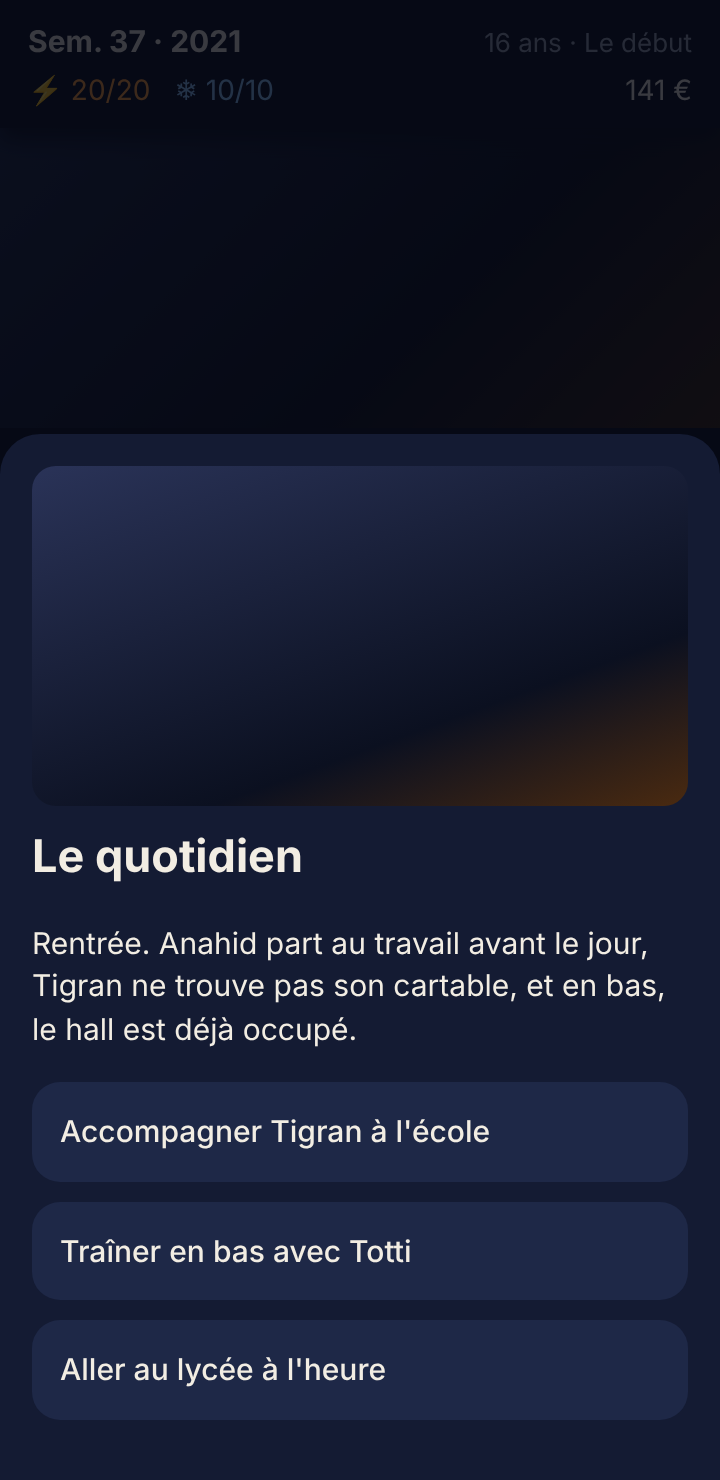 Sem. 37 · 2021
16 ans · Le début
⚡ 20/20 ❄ 10/10
141 €
Le quotidien
Rentrée. Anahid part au travail avant le jour,
Tigran ne trouve pas son cartable, et en bas,
le hall est déjà occupé.
Accompagner Tigran à l'école
Traîner en bas avec Totti
Aller au lycée à l'heure